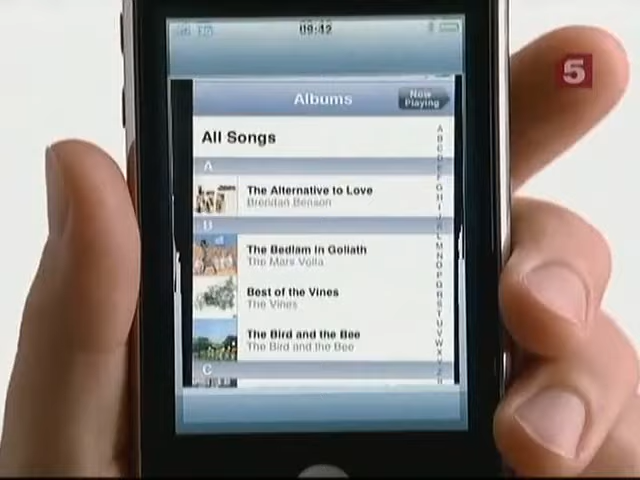 09:42
5
Albums
Now
Playing
All Songs
A
The Alternative to Love
Brendan Benson
B
The Bedlam in Goliath
The Mars Volta
Best of the Vines
The Vines
The Bird and the Bee
The Bird and the Bee
C